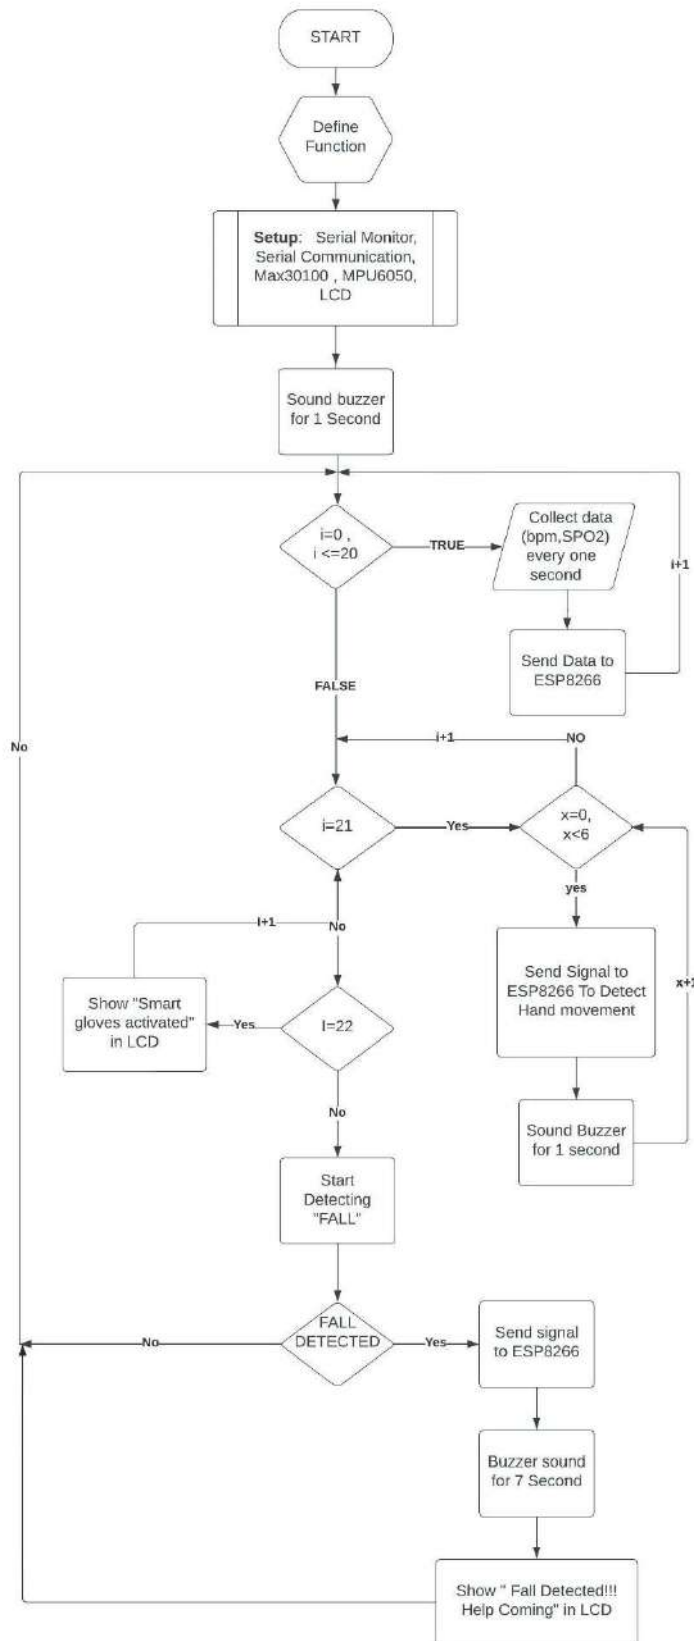 START
Define
Function
Setup: Serial Monitor,
Serial Communication,
Max30100 , MPU6050,
LCD
Sound buzzer
for 1 Second
i=0 ,
i <=20
TRUE
Collect data
(bpm,SPO2)
every one
second
i+1
Send Data to
ESP8266
FALSE
No
i+1
NO
i=21
Yes
x=0,
x<6
yes
I+1
No
Send Signal to
ESP8266 To Detect
Hand movement
Show "Smart
gloves activated"
in LCD
Yes
I=22
No
Sound Buzzer
for 1 second
Start
Detecting
"FALL"
FALL
DETECTED
No
Yes
Send signal
to ESP8266
Buzzer sound
for 7 Second
Show " Fall Detected!!!
Help Coming" in LCD